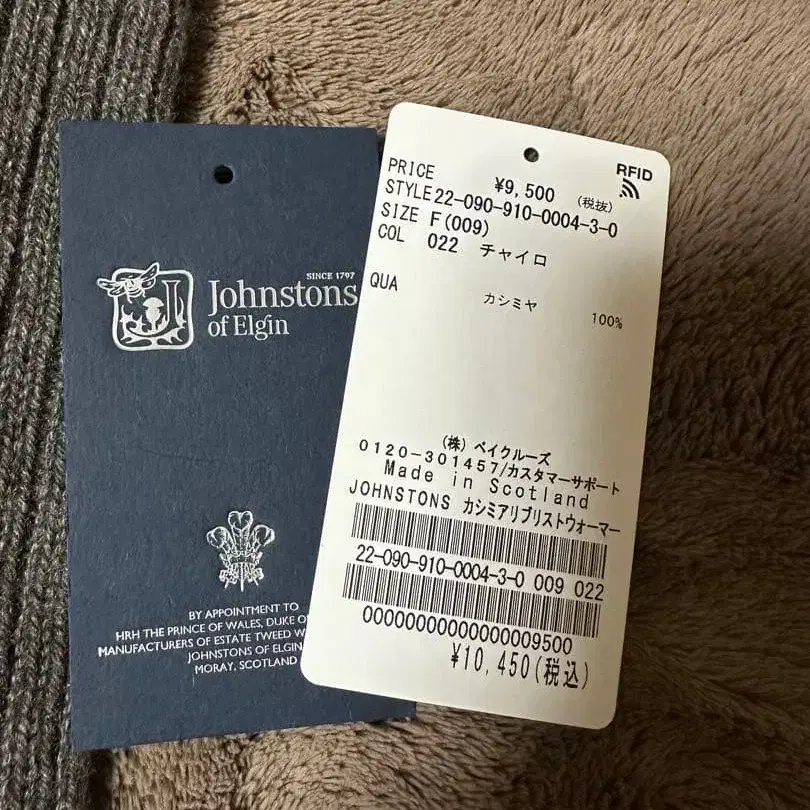 SINCE 1797
Johnstons
of Elgin
BY APPOINTMENT TO
HRH THE PRINCE OF WALES, DUKE
MANUFACTURERS OF ESTATE TWEED
JOHNSTONS OF ELGIN
MORAY, SCOTLAND
RFID
PRICE ¥9,500 (税抜)
STYLE 22-090-910-0004-3-0
SIZE F(009)
COL 022 チャイロ
QUA カシミヤ 100%
(株) ベイクルーズ
0120-301457/カスタマーサポート
Made in Scotland
JOHNSTONS カシミアリブリストウォーマー
22-090-910-0004-3-0 009 022
00000000000000009500
¥10,450(税込)